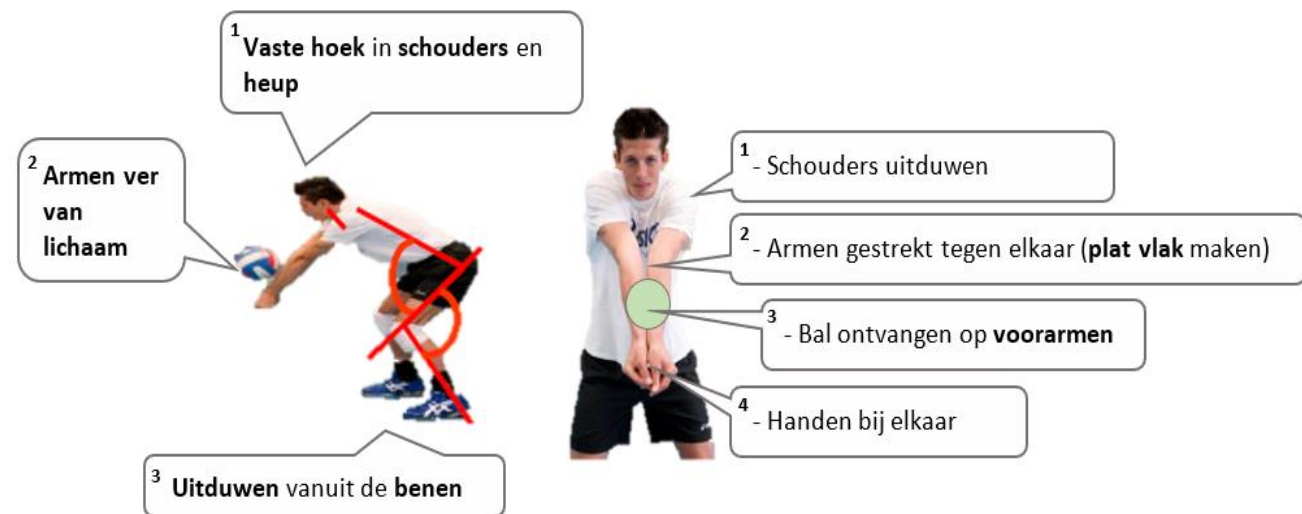 1 Vaste hoek in schouders en
heup
2 Armen ver
van
lichaam
3 Uitduwen vanuit de benen
1 - Schouders uitduwen
2 - Armen gestrekt tegen elkaar (plat vlak maken)
3 - Bal ontvangen op voorarmen
4 - Handen bij elkaar